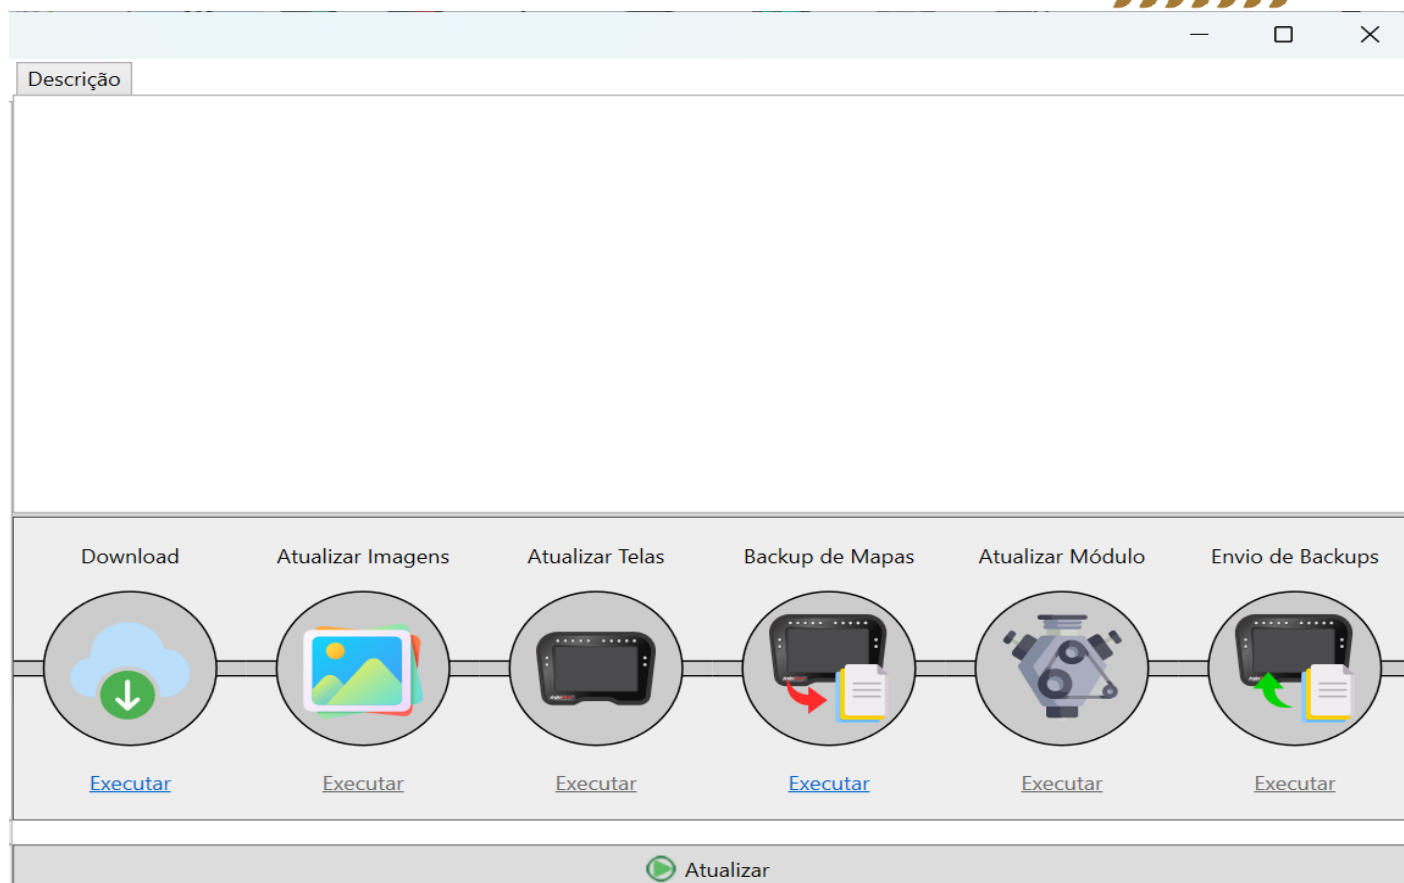 Descrição
Download
Atualizar Imagens
Atualizar Telas
Backup de Mapas
Atualizar Módulo
Envio de Backups
Executar
Executar
Executar
Executar
Executar
Executar
Atualizar